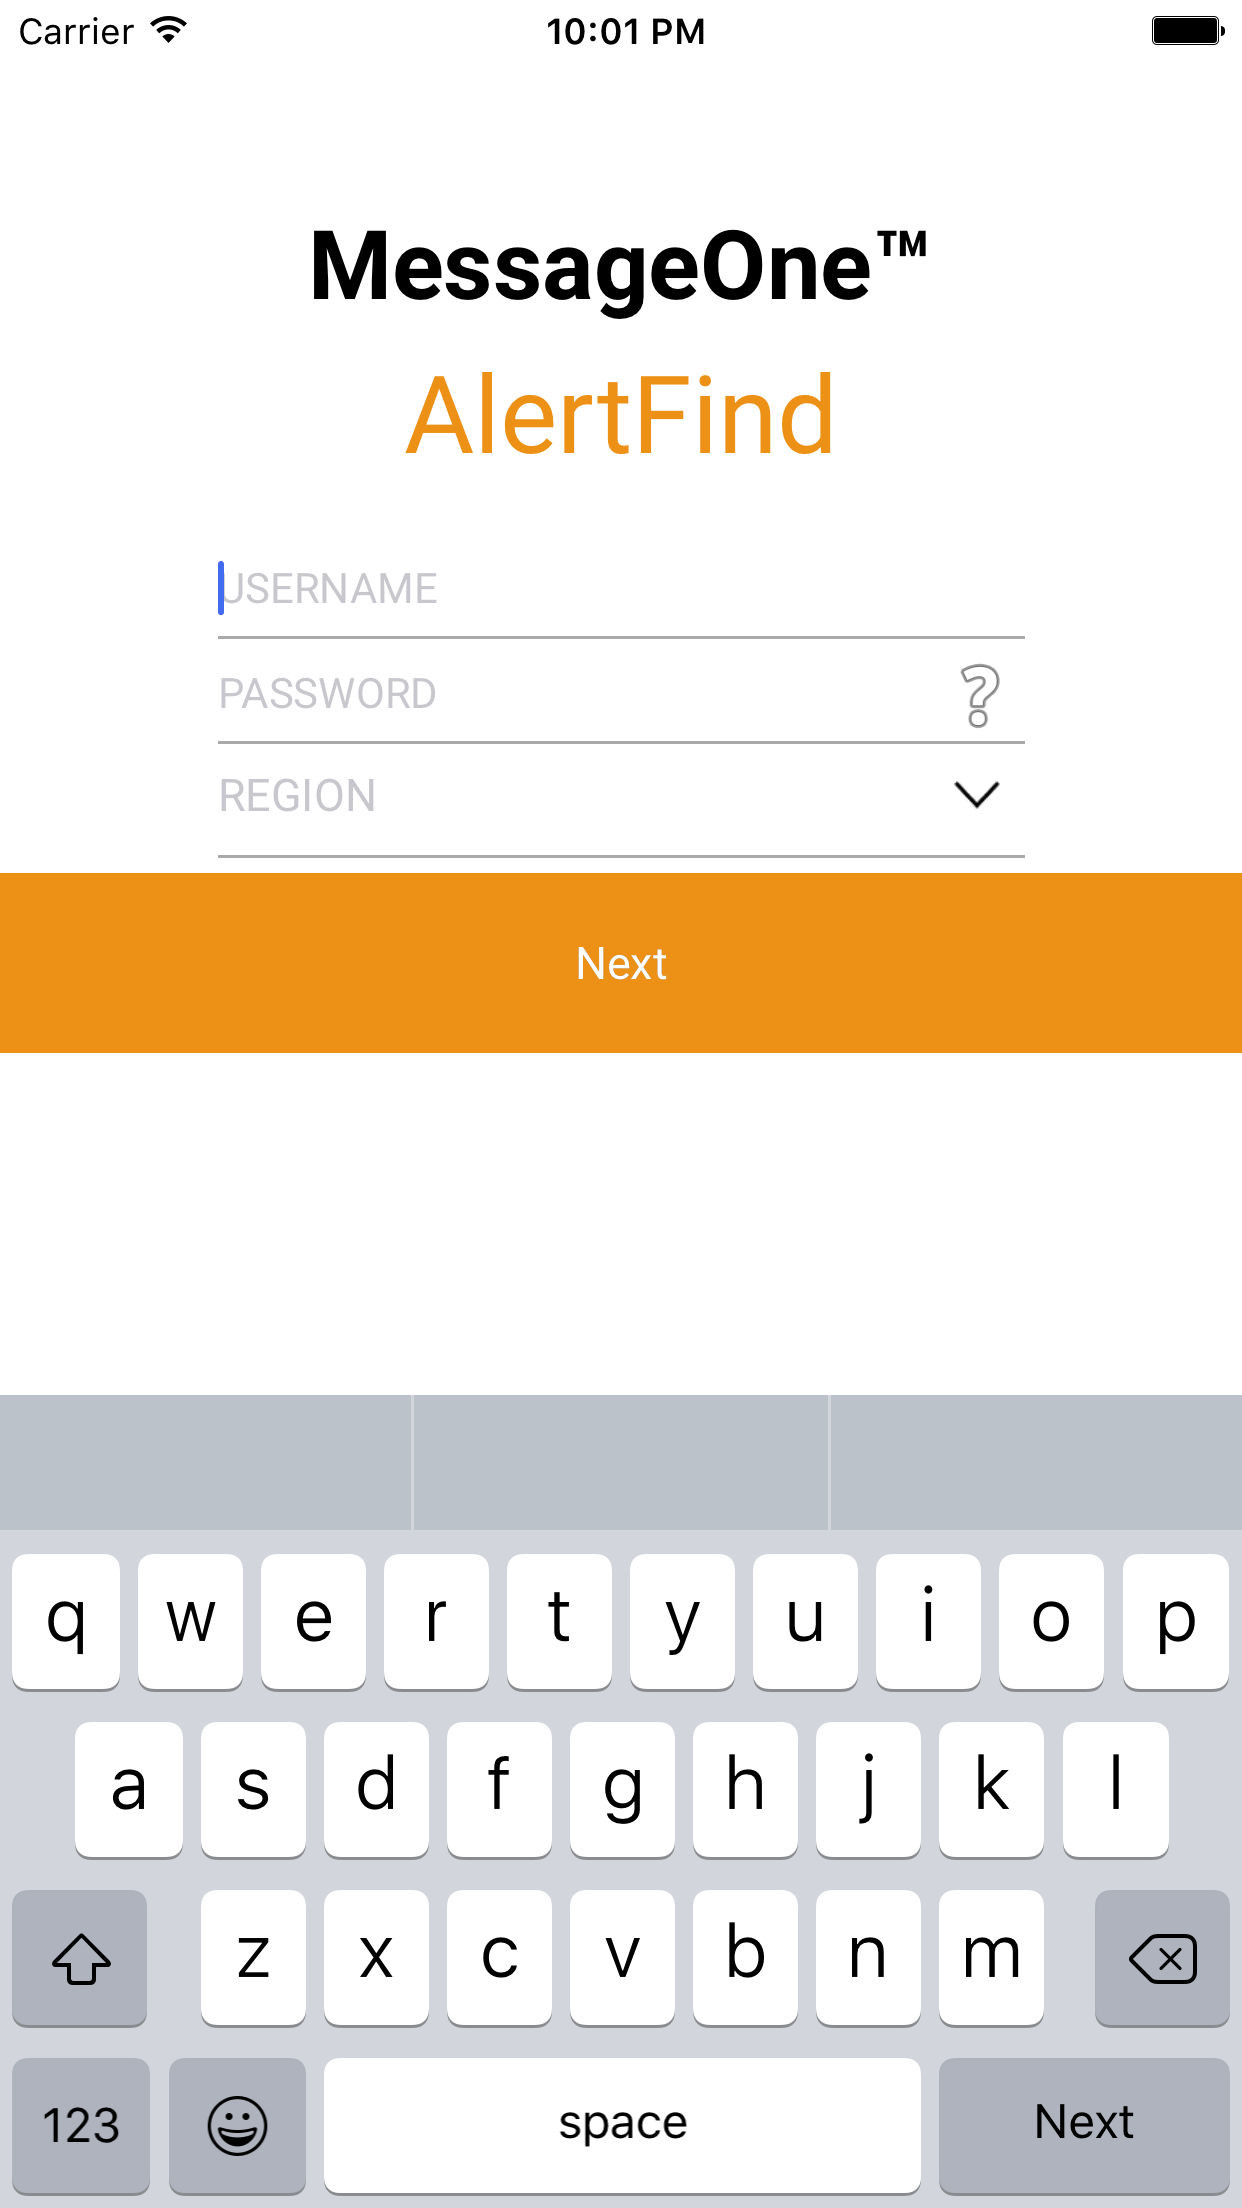 Carrier 10:01 PM
MessageOne™
AlertFind
USERNAME
PASSWORD
REGION
Next
q w e r t y u i o p
a s d f g h j k l
z x c v b n m
123 space Next